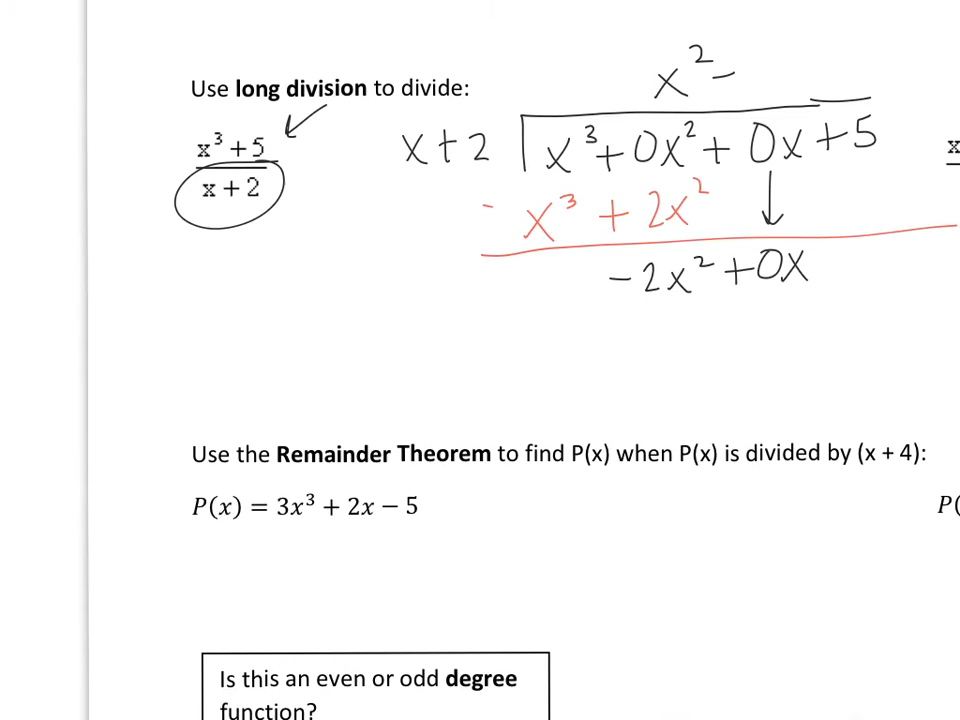 Use long division to divide:
x³ + 5
x + 2
x² -
x + 2 x³ + 0x² + 0x + 5
- x³ + 2x²
-2x² + 0x
x
Use the Remainder Theorem to find P(x) when P(x) is divided by (x + 4):
P(x) = 3x³ + 2x − 5
P(
Is this an even or odd degree
function?